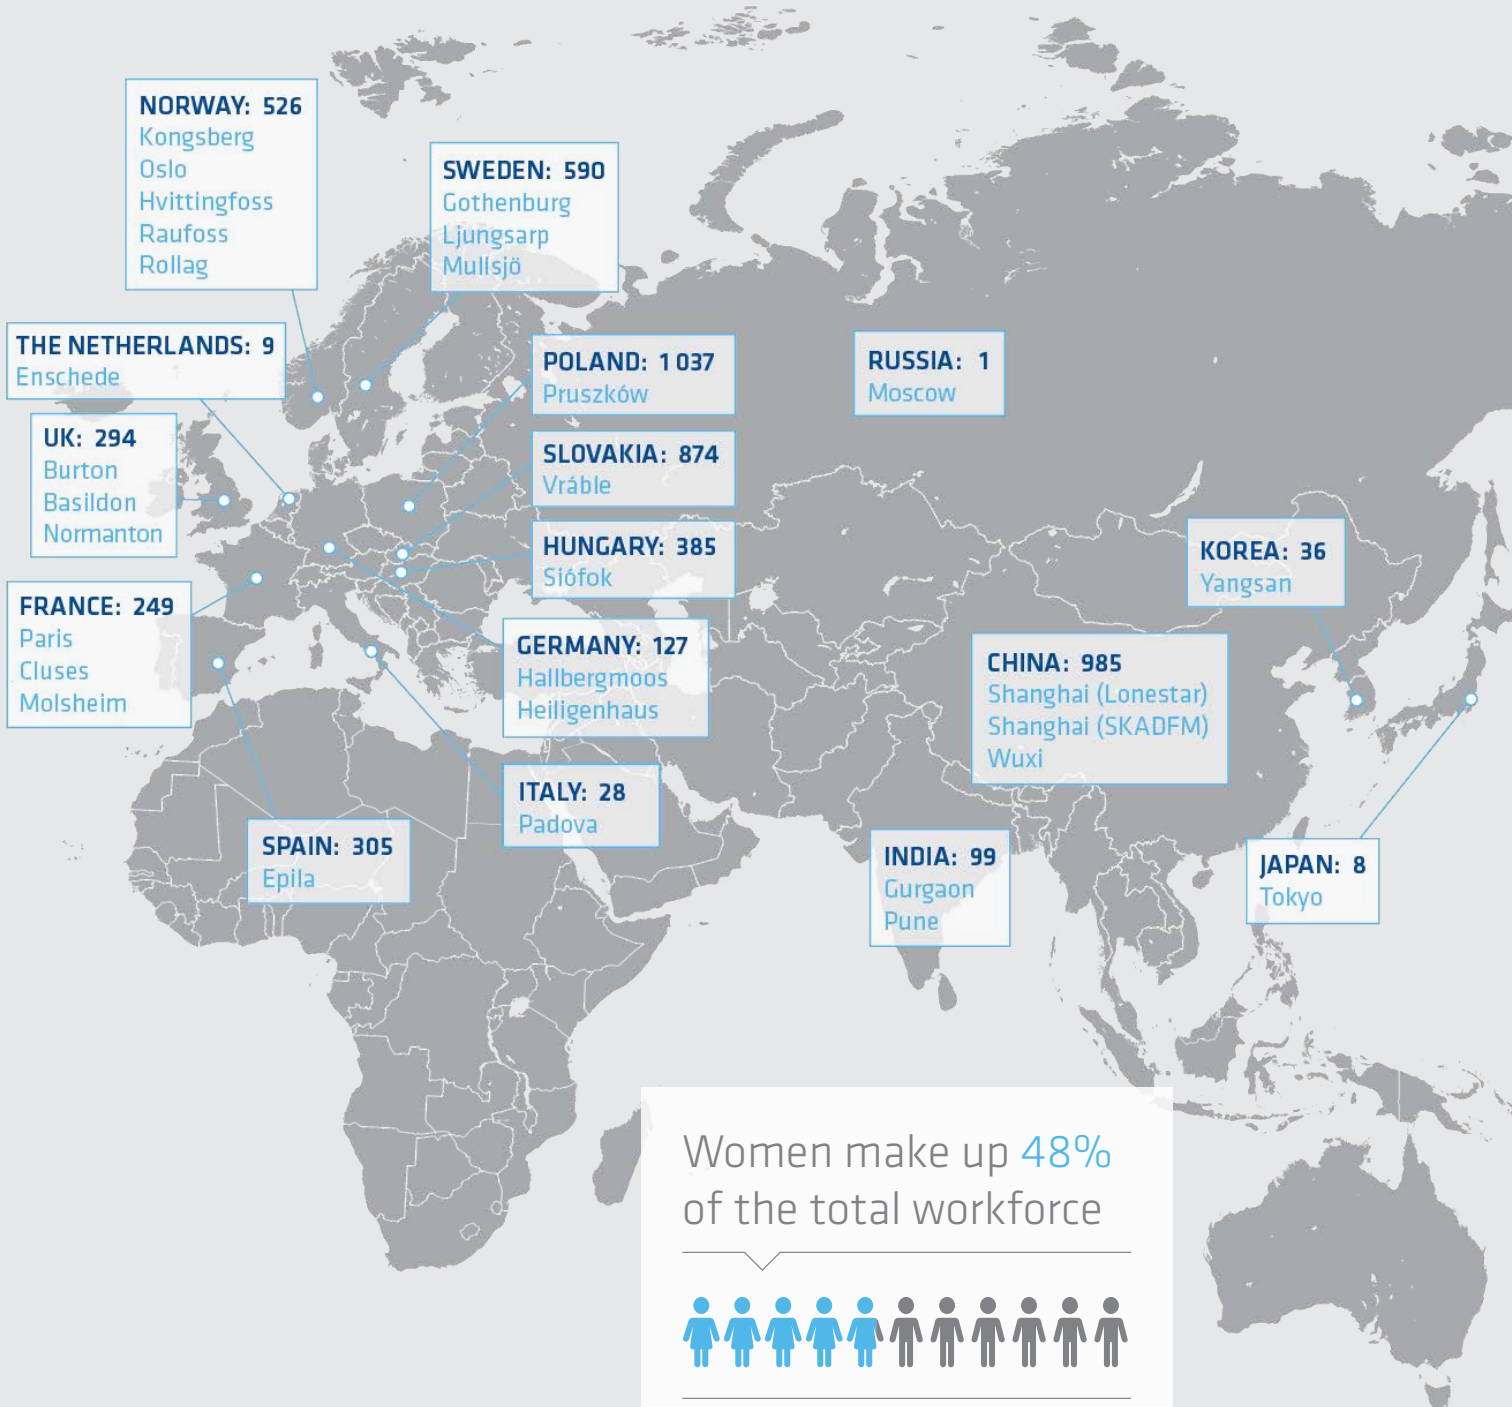 NORWAY: 526
Kongsberg
Oslo
Hvittingfoss
Raufoss
Rollag
SWEDEN: 590
Gothenburg
Ljungsarp
Mullsjö
THE NETHERLANDS: 9
Enschede
POLAND: 1 037
Pruszków
RUSSIA: 1
Moscow
UK: 294
Burton
Basildon
Normanton
SLOVAKIA: 874
Vráble
HUNGARY: 385
Siófok
KOREA: 36
Yangsan
FRANCE: 249
Paris
Cluses
Molsheim
GERMANY: 127
Hallbergmoos
Heiligenhaus
CHINA: 985
Shanghai (Lonestar)
Shanghai (SKADFM)
Wuxi
ITALY: 28
Padova
SPAIN: 305
Epila
INDIA: 99
Gurgaon
Pune
JAPAN: 8
Tokyo
Women make up 48%
of the total workforce